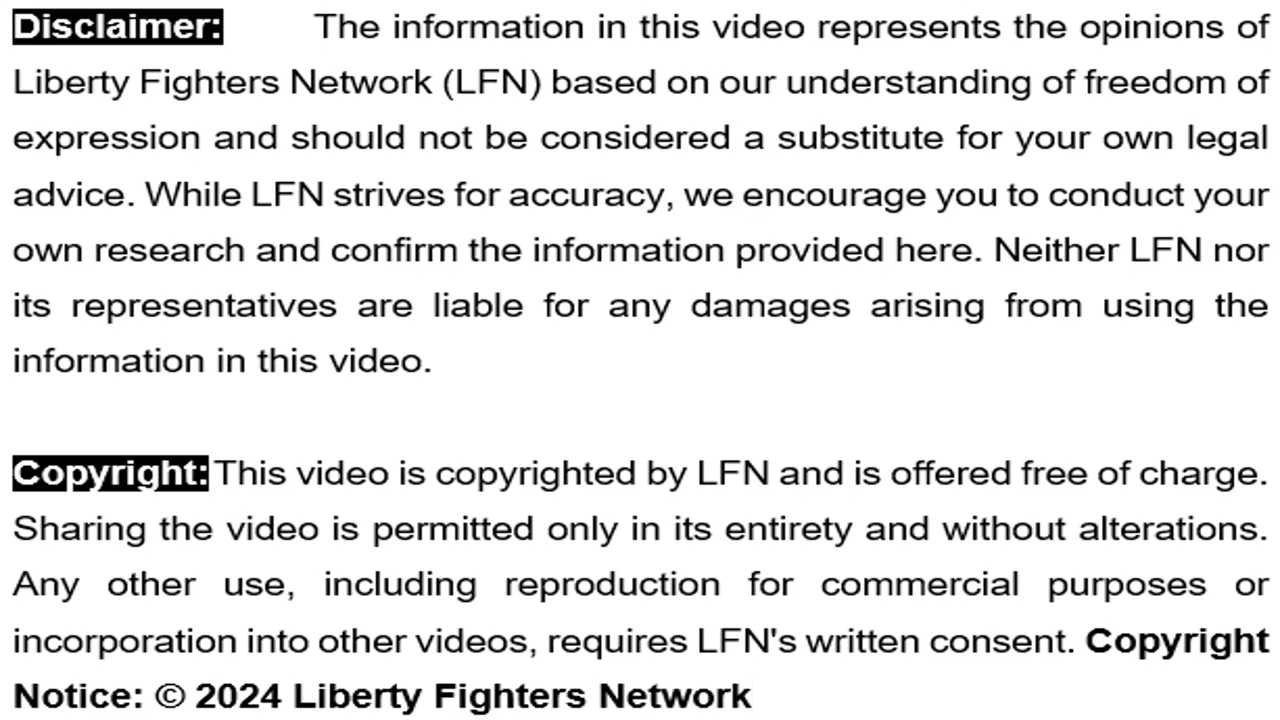 Disclaimer: The information in this video represents the opinions of
Liberty Fighters Network (LFN) based on our understanding of freedom of
expression and should not be considered a substitute for your own legal
advice. While LFN strives for accuracy, we encourage you to conduct your
own research and confirm the information provided here. Neither LFN nor
its representatives are liable for any damages arising from using the
information in this video.
Copyright: This video is copyrighted by LFN and is offered free of charge.
Sharing the video is permitted only in its entirety and without alterations.
Any other use, including reproduction for commercial purposes or
incorporation into other videos, requires LFN's written consent. Copyright
Notice: © 2024 Liberty Fighters Network